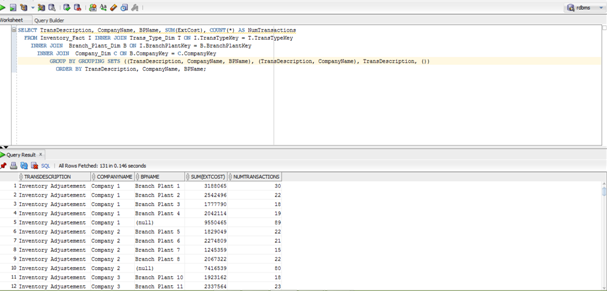 rdbms
Worksheet Query Builder
SELECT TransDescription, CompanyName, BPName, SUM(ExtCost), COUNT(*) AS NumTransactions
FROM Inventory_Fact I INNER JOIN Trans_Type_Dim T ON I.TransTypeKey = T.TransTypeKey
INNER JOIN Branch_Plant_Dim B ON I.BranchPlantKey = B.BranchPlantKey
INNER JOIN Company_Dim C ON B.CompanyKey = C.CompanyKey
GROUP BY GROUPING SETS ((TransDescription, CompanyName, BPName), (TransDescription, CompanyName), TransDescription, ())
ORDER BY TransDescription, CompanyName, BPName;
Query Result
SQL | All Rows Fetched: 131 in 0.146 seconds
TRANSDESCRIPTION COMPANYNAME BPNAME SUM(EXTCOST) NUMTRANSACTIONS
1 Inventory Adjustement Company 1 Branch Plant 1 3188065 30
2 Inventory Adjustement Company 1 Branch Plant 2 2542496 22
3 Inventory Adjustement Company 1 Branch Plant 3 1777790 18
4 Inventory Adjustement Company 1 Branch Plant 4 2042114 19
5 Inventory Adjustement Company 1 (null) 9550465 89
6 Inventory Adjustement Company 2 Branch Plant 5 1829049 22
7 Inventory Adjustement Company 2 Branch Plant 6 2274809 21
8 Inventory Adjustement Company 2 Branch Plant 7 1245359 15
9 Inventory Adjustement Company 2 Branch Plant 8 2067322 22
10 Inventory Adjustement Company 2 (null) 7416539 80
11 Inventory Adjustement Company 3 Branch Plant 10 1923162 18
12 Inventory Adjustement Company 3 Branch Plant 11 2337564 23